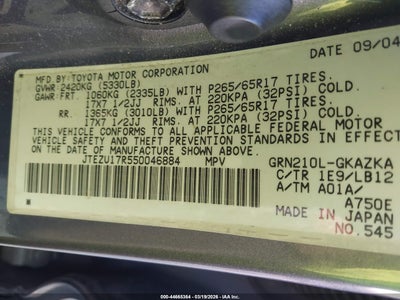 DATE 09/04
MFD.BY:TOYOTA MOTOR CORPORATION
GVWR:2420KG (5330LB)
GAWR: FRT. 1060KG (2335LB) WITH P265/65R17 TIRES.
17X7 1/2JJ RIMS. AT 220KPA (32PSI) COLD.
RR. 1365KG (3010LB) WITH P265/65R17 TIRES.
17X7 1/2JJ RIMS. AT 220KPA (32PSI) COLD.
THIS VEHICLE CONFORMS TO ALL APPLICABLE FEDERAL MOTOR
VEHICLE SAFETY, BUMPER AND THEFT PREVENTION STANDARDS IN EFFECT
ON THE DATE OF MANUFACTURE SHOWN ABOVE.
JTEZU17R550046884 MPV
GRN210L-GKAZKA
C/TR 1E9/LB12
A/TM A01A/
A750E
MADE IN JAPAN
NO.545
000-44665364 - 03/19/2026 - IAAI.COM